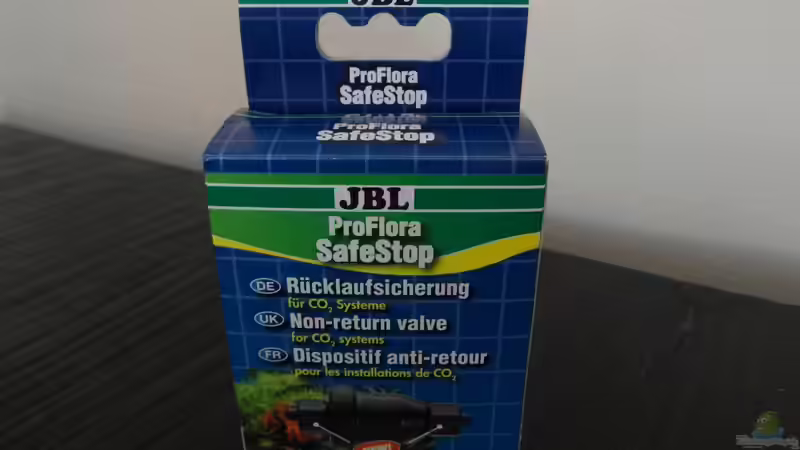 JBL
ProFlora
SafeStop
ProFlora
SafeStop
JBL
ProFlora
SafeStop
DE Rücklaufsicherung
für CO₂ Systeme
UK Non-return valve
for CO₂ systems
FR Dispositif anti-retour
pour les installations de CO₂